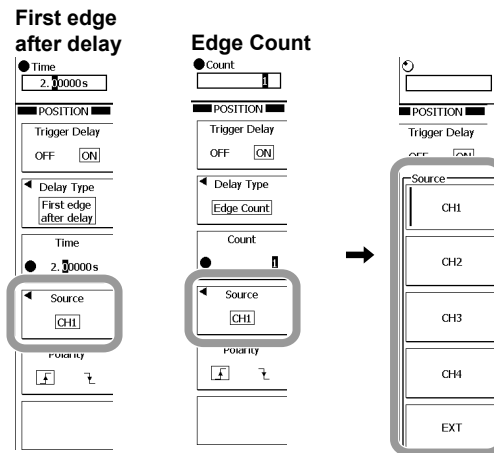 First edge
after delay
Time
2.00000s
POSITION
Trigger Delay
OFF ON
Delay Type
First edge
after delay
Time
2.00000s
Source
CH1
Polarity
Edge Count
Count
1
POSITION
Trigger Delay
OFF ON
Delay Type
Edge Count
Count
1
Source
CH1
Polarity
POSITION
Trigger Delay
OFF ON
Source
CH1
CH2
CH3
CH4
EXT